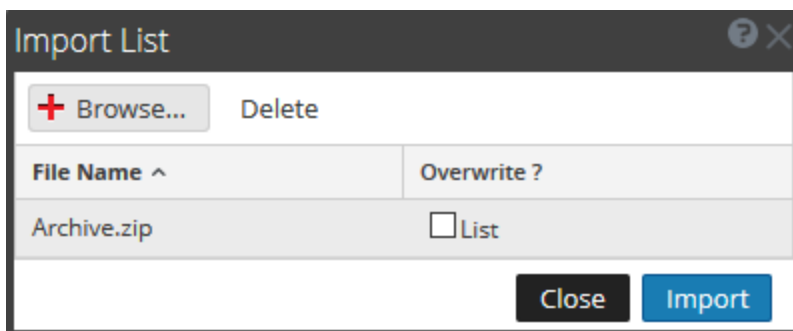 Import List
Browse... Delete
File Name Overwrite ?
Archive.zip List
Close Import